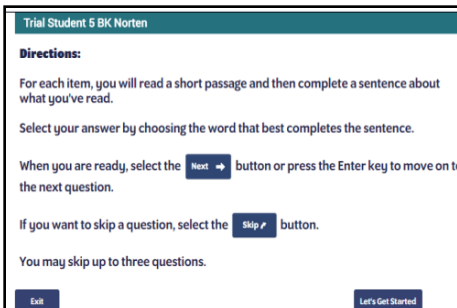 Trial Student 5 BK Norten
Directions:
For each item, you will read a short passage and then complete a sentence about
what you've read.
Select your answer by choosing the word that best completes the sentence.
When you are ready, select the Next → button or press the Enter key to move on to
the next question.
If you want to skip a question, select the Skip button.
You may skip up to three questions.
Exit Let's Get Started